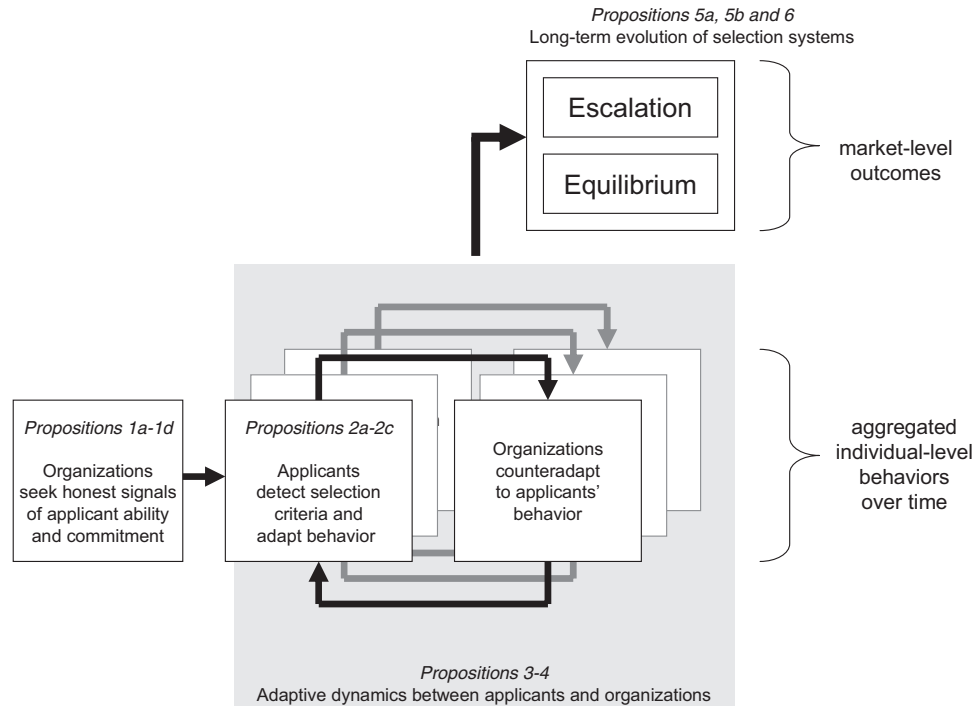 Propositions 5a, 5b and 6
Long-term evolution of selection systems
Escalation
Equilibrium
market-level
outcomes
Propositions 1a-1d
Organizations
seek honest signals
of applicant ability
and commitment
Propositions 2a-2c
Applicants
detect selection
criteria and
adapt behavior
Organizations
counteradapt
to applicants’
behavior
aggregated
individual-level
behaviors
over time
Propositions 3-4
Adaptive dynamics between applicants and organizations